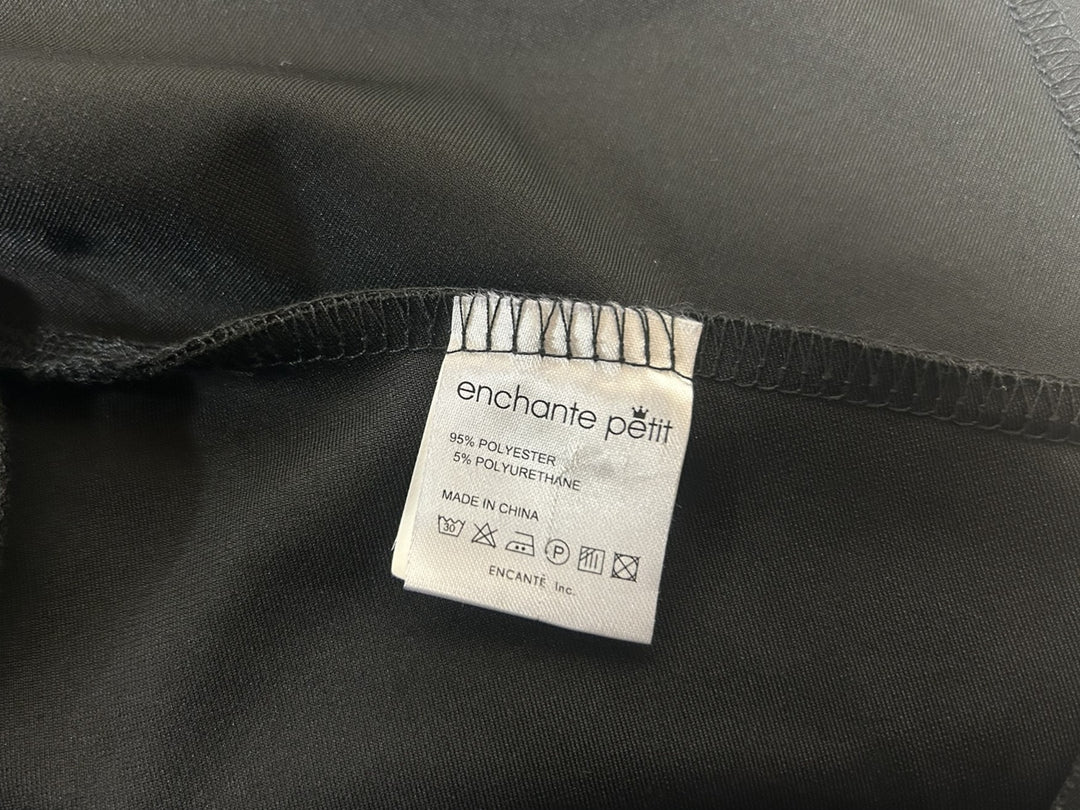 enchante petit
95% POLYESTER
5% POLYURETHANE
MADE IN CHINA
30 P
ENCANTÉ Inc.